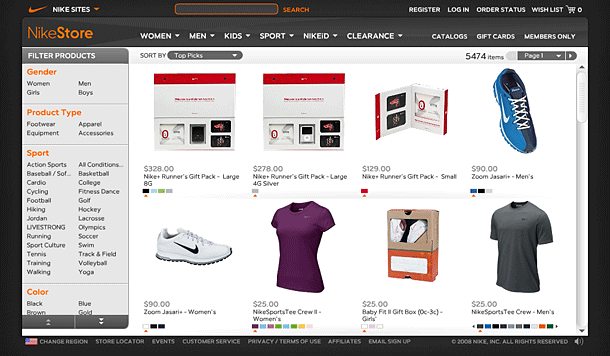 NIKE SITES
SEARCH
REGISTER LOG IN ORDER STATUS WISH LIST 0
NikeStore
WOMEN MEN KIDS SPORT NIKEID CLEARANCE
CATALOGS GIFT CARDS MEMBERS ONLY
FILTER PRODUCTS
SORT BY Top Picks
5474 items Page 1
Gender
Women Men
Girls Boys
Product Type
Footwear Apparel
Equipment Accessories
Sport
Action Sports All Conditions...
Baseball / Sof... Basketball
Cardio College
Cycling Fitness Dance
Football Golf
Hiking Hockey
Jordan Lacrosse
LIVESTRONG Olympics
Running Soccer
Sport Culture Swim
Tennis Track & Field
Training Volleyball
Walking Yoga
Color
Black Blue
Brown Gold
$328.00
Nike+ Runner's Gift Pack - Large
8G
$278.00
Nike+ Runner's Gift Pack - Large
4G Silver
$129.00
Nike+ Runner's Gift Pack - Small
$90.00
Zoom Jasari+ - Men's
$90.00
Zoom Jasari+ - Women's
$25.00
NikeSportsTee Crew II -
Women's
$25.00
Baby Fit II Gift Box (0c-3c) -
Girls'
$25.00
NikeSportsTee Crew - Men's
CHANGE REGION STORE LOCATOR EVENTS CUSTOMER SERVICE PRIVACY / TERMS OF USE AFFILIATES EMAIL SIGN UP
© 2008 NIKE, INC. ALL RIGHTS RESERVED